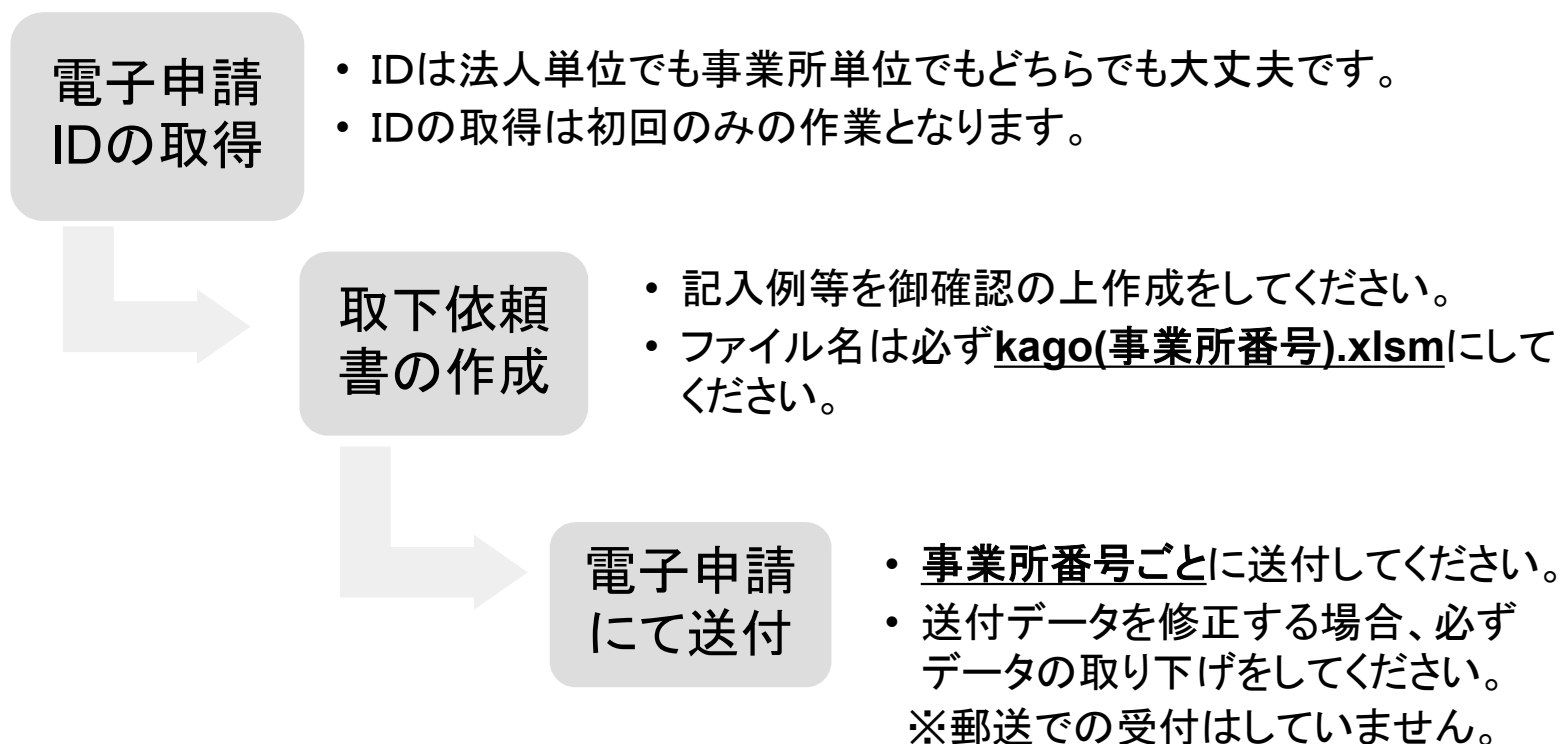 電子申請
IDの取得
• IDは法人単位でも事業所単位でもどちらでも大丈夫です。
• IDの取得は初回のみの作業となります。
取下依頼
書の作成
• 記入例等を御確認の上作成をしてください。
• ファイル名は必ずkago(事業所番号).xlsmにして
ください。
電子申請
にて送付
• 事業所番号ごとに送付してください。
• 送付データを修正する場合、必ず
データの取り下げをしてください。
※郵送での受付はしていません。